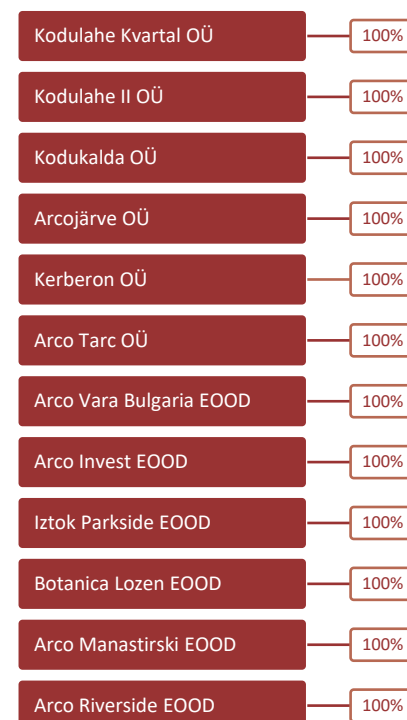 Kodulahe Kvartal OÜ 100%
Kodulahe II OÜ 100%
Kodukalda OÜ 100%
Arcojärve OÜ 100%
Kerberon OÜ 100%
Arco Tarc OÜ 100%
Arco Vara Bulgaria EOOD 100%
Arco Invest EOOD 100%
Iztok Parkside EOOD 100%
Botanica Lozen EOOD 100%
Arco Manastirski EOOD 100%
Arco Riverside EOOD 100%